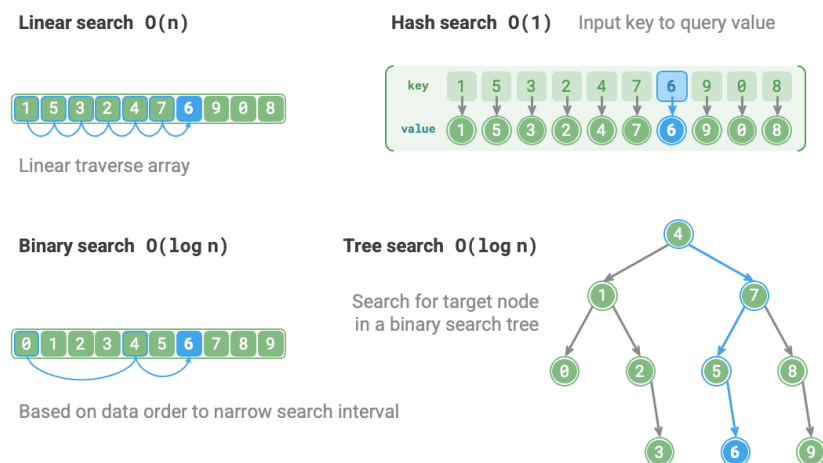 Linear search O(n)
1 5 3 2 4 7 6 9 0 8
Linear traverse array
Hash search O(1) Input key to query value
key 1 5 3 2 4 7 6 9 0 8
value 1 5 3 2 4 7 6 9 0 8
Binary search O(log n)
0 1 2 3 4 5 6 7 8 9
Based on data order to narrow search interval
Tree search O(log n)
Search for target node
in a binary search tree
4
1 7
0 2 5 8
3 6 9